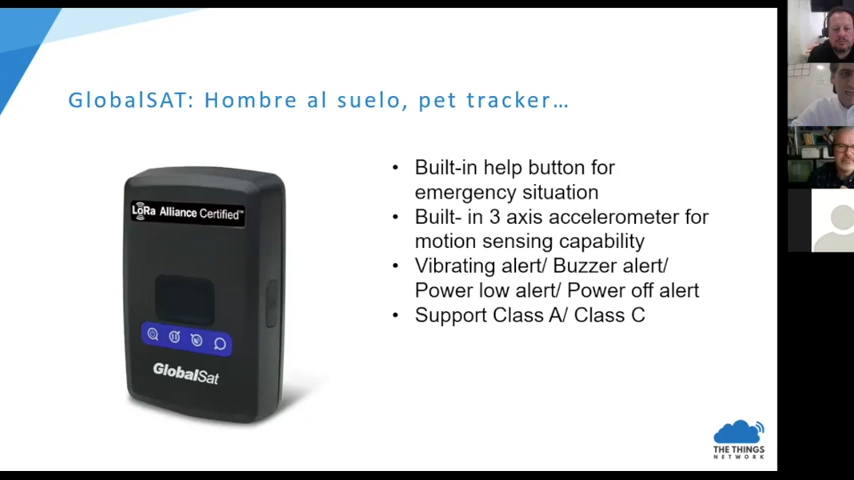 GlobalSAT: Hombre al suelo, pet tracker…
LoRa Alliance Certified™
GlobalSat
• Built-in help button for
emergency situation
• Built- in 3 axis accelerometer for
motion sensing capability
• Vibrating alert/ Buzzer alert/
Power low alert/ Power off alert
• Support Class A/ Class C
THE THINGS
NETWORK